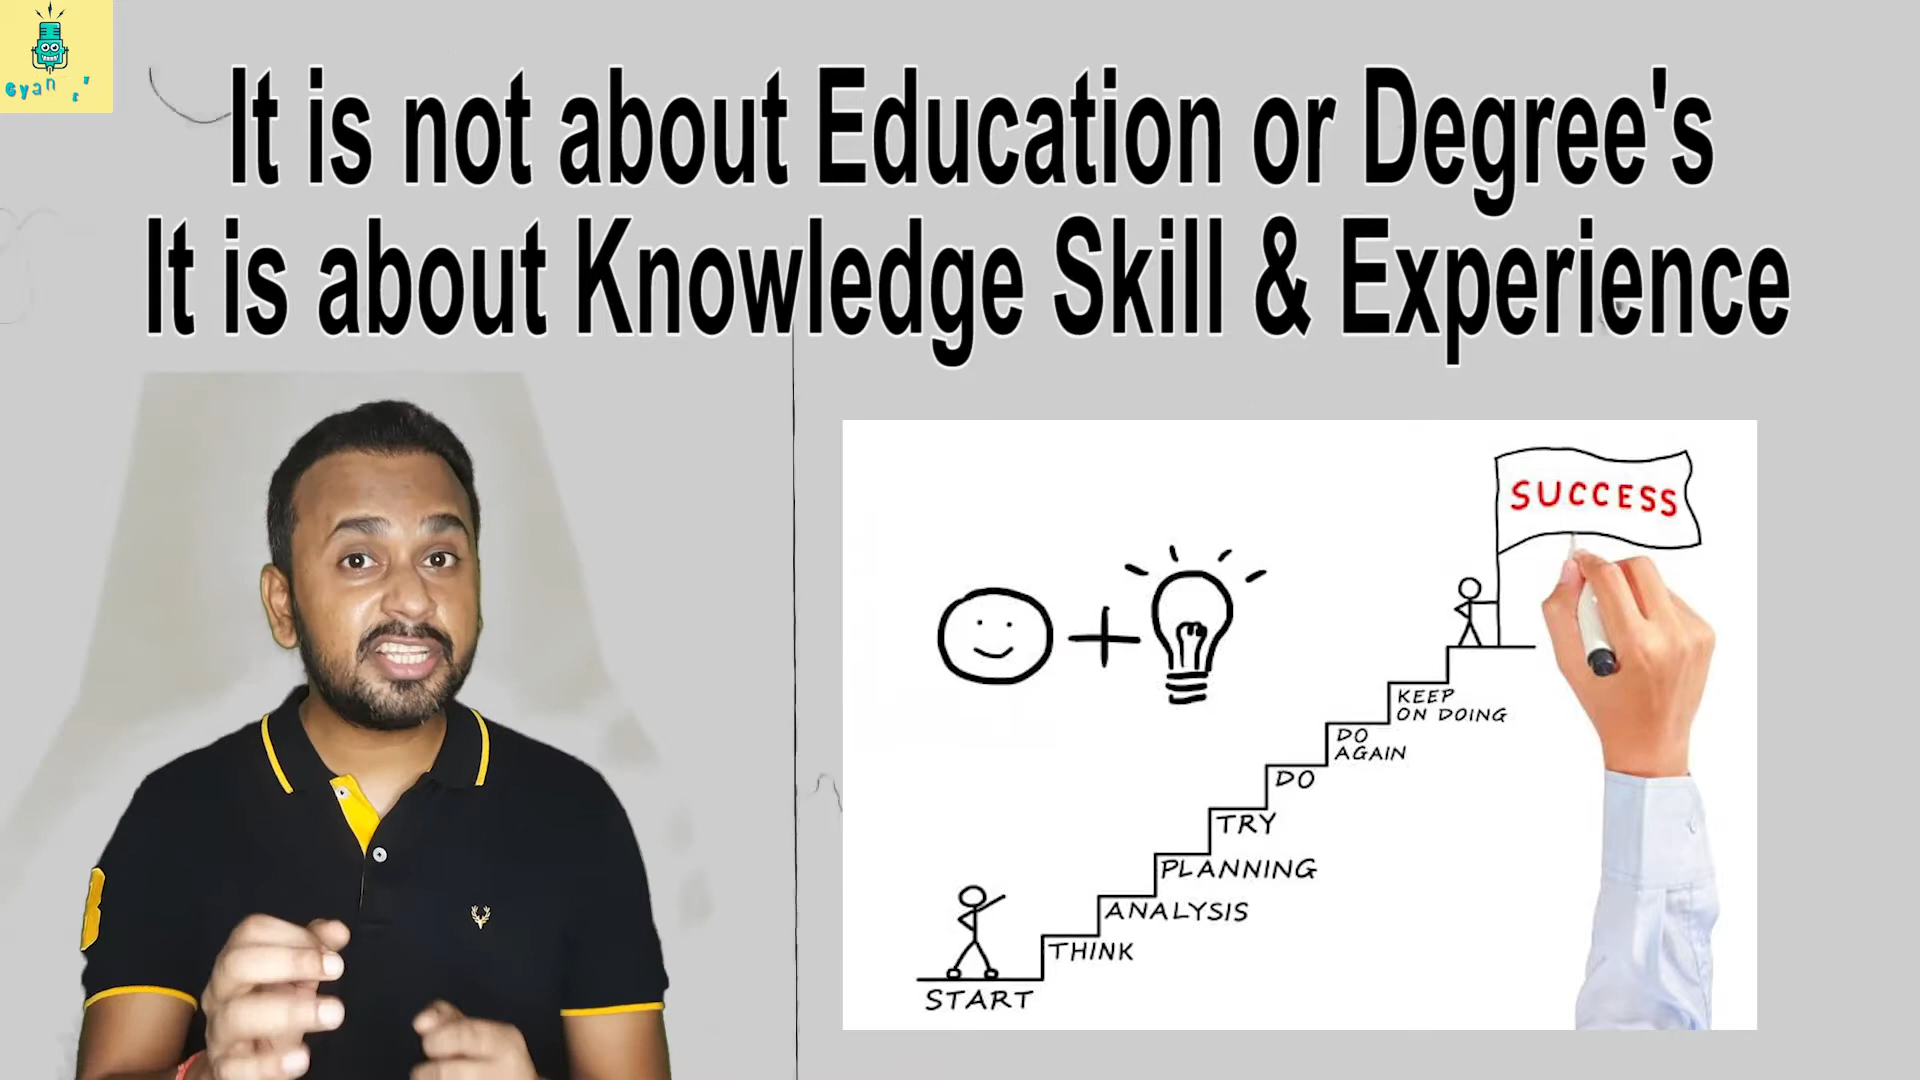 Gyan
It is not about Education or Degree's
It is about Knowledge Skill & Experience
SUCCESS
KEEP
ON DOING
DO
AGAIN
DO
TRY
PLANNING
ANALYSIS
THINK
START